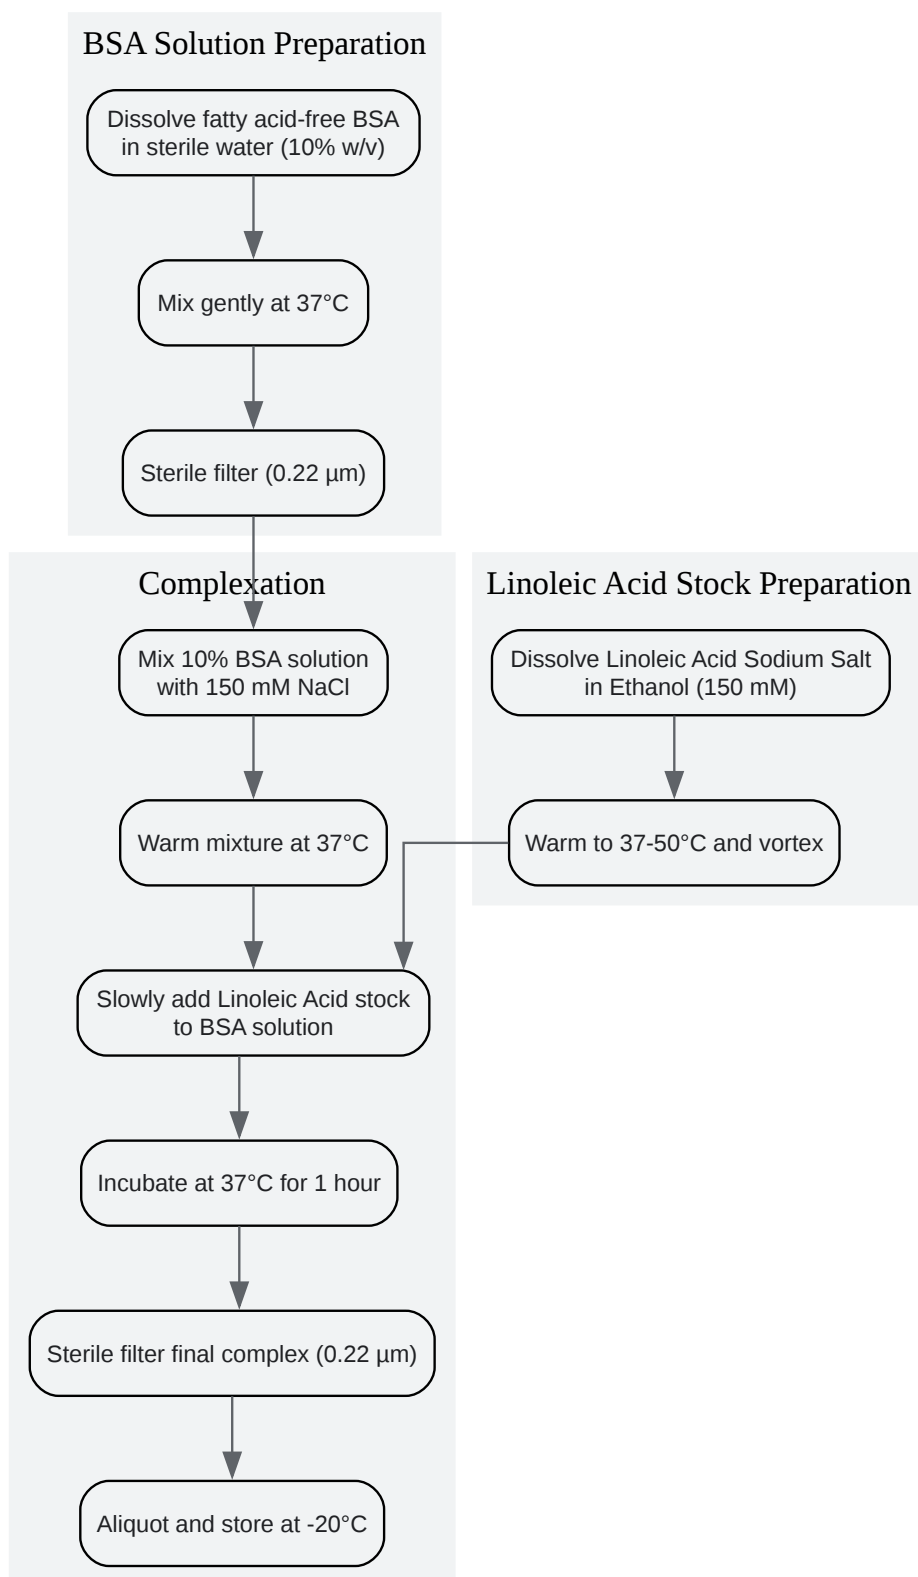 BSA Solution Preparation
Dissolve fatty acid-free BSA
in sterile water (10% w/v)
Mix gently at 37°C
Sterile filter (0.22 µm)
Complexation
Mix 10% BSA solution
with 150 mM NaCl
Warm mixture at 37°C
Linoleic Acid Stock Preparation
Dissolve Linoleic Acid Sodium Salt
in Ethanol (150 mM)
Warm to 37-50°C and vortex
Slowly add Linoleic Acid stock
to BSA solution
Incubate at 37°C for 1 hour
Sterile filter final complex (0.22 µm)
Aliquot and store at -20°C